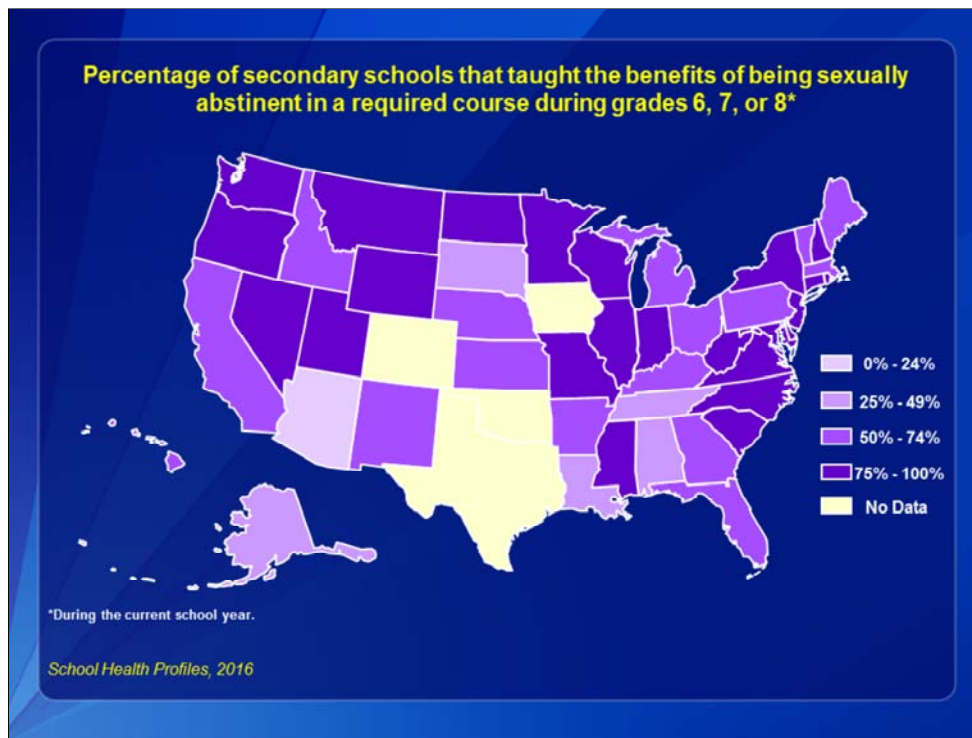 Percentage of secondary schools that taught the benefits of being sexually
abstinent in a required course during grades 6, 7, or 8*
0% - 24%
25% - 49%
50% - 74%
75% - 100%
No Data
*During the current school year.
School Health Profiles, 2016